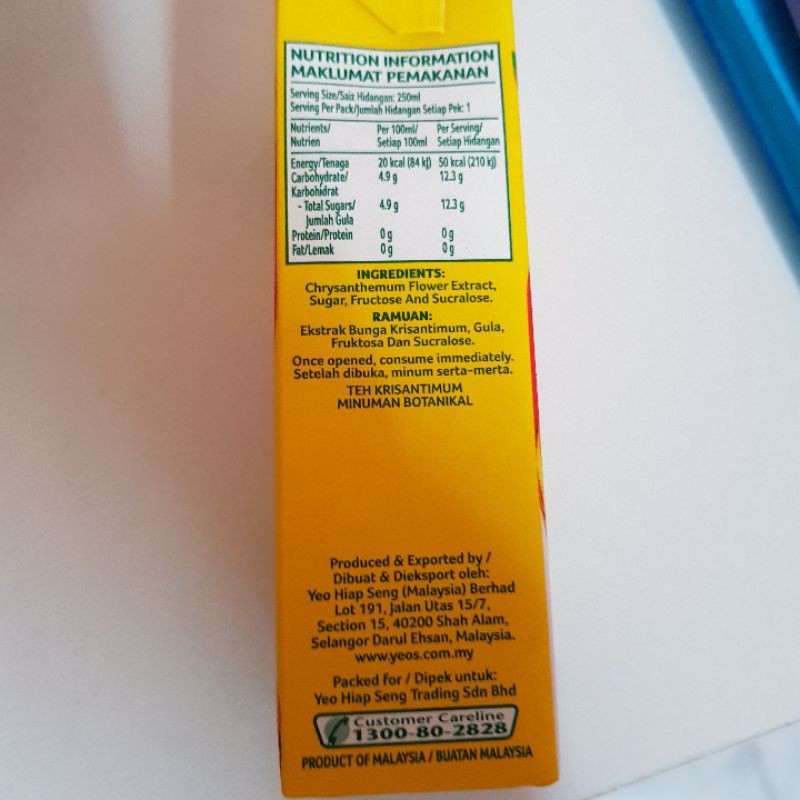 NUTRITION INFORMATION
MAKLUMAT PEMAKANAN
Serving Size/Saiz Hidangan: 250ml
Serving Per Pack/Jumlah Hidangan Setiap Pek: 1
Nutrients/ Per 100ml/ Per Serving/
Nutrien Setiap 100ml Setiap Hidangan
Energy/Tenaga 20 kcal (84 kJ) 50 kcal (210 kJ)
Carbohydrate/ 4.9 g 12.3 g
Karbohidrat
- Total Sugars/ 4.9 g 12.3 g
Jumlah Gula
Protein/Protein 0 g 0 g
Fat/Lemak 0 g 0 g
INGREDIENTS:
Chrysanthemum Flower Extract,
Sugar, Fructose And Sucralose.
RAMUAN:
Ekstrak Bunga Krisantimum, Gula,
Fruktosa Dan Sucralose.
Once opened, consume immediately.
Setelah dibuka, minum serta-merta.
TEH KRISANTIMUM
MINUMAN BOTANIKAL
Produced & Exported by /
Dibuat & Dieksport oleh:
Yeo Hiap Seng (Malaysia) Berhad
Lot 191, Jalan Utas 15/7,
Section 15, 40200 Shah Alam,
Selangor Darul Ehsan, Malaysia.
www.yeos.com.my
Packed for / Dipek untuk:
Yeo Hiap Seng Trading Sdn Bhd
Customer Careline
1300-80-2828
PRODUCT OF MALAYSIA / BUATAN MALAYSIA